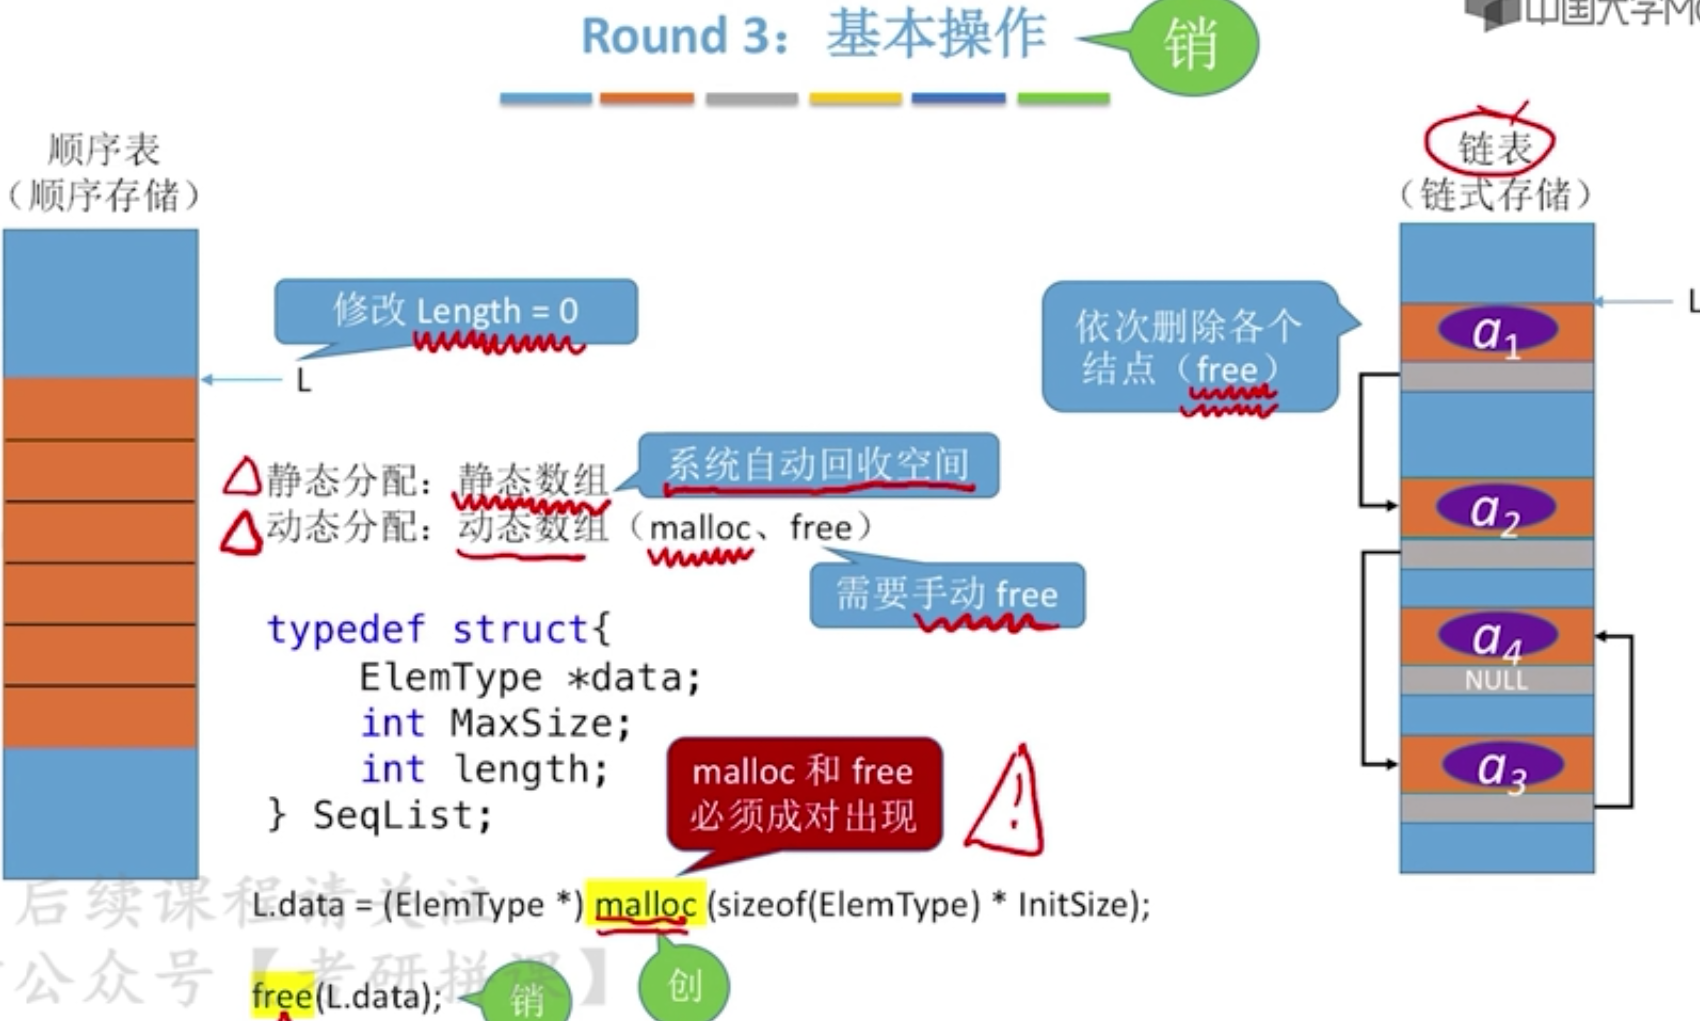 Round 3：基本操作
销
中国大学MO
顺序表
（顺序存储）
修改 Length = 0
L
静态分配：静态数组
系统自动回收空间
动态分配：动态数组（malloc、free）
需要手动 free
typedef struct{
ElemType *data;
int MaxSize;
int length;
} SeqList;
malloc 和 free
必须成对出现
!
L.data = (ElemType *) malloc (sizeof(ElemType) * InitSize);
创
free(L.data);
销
链表
（链式存储）
L
依次删除各个
结点（free）
a1
a2
a4
NULL
a3
后续课程请关注
公众号【考研拼课】